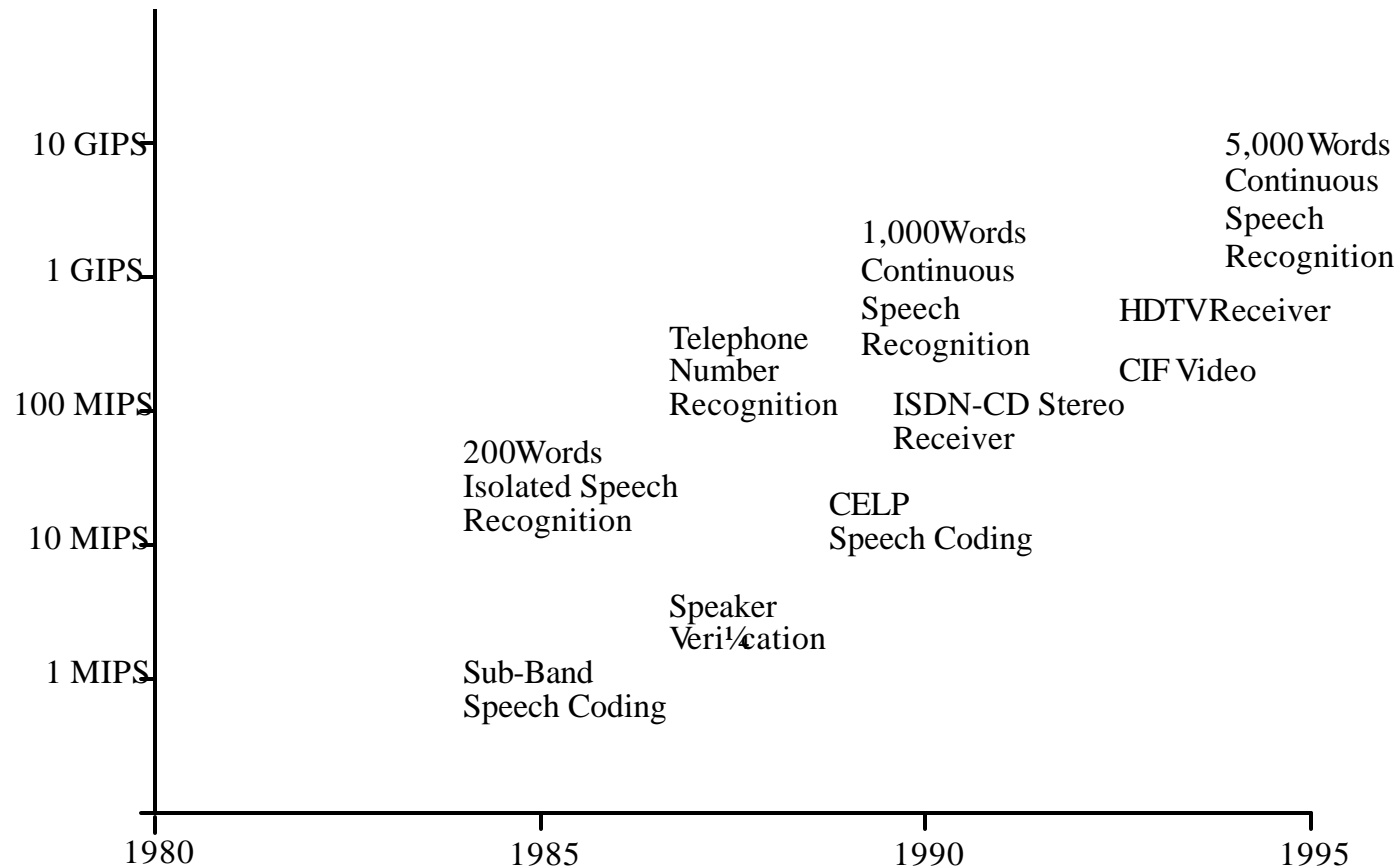 10 GIPS
1 GIPS
100 MIPS
10 MIPS
1 MIPS
5,000 Words
Continuous
Speech
Recognition
1,000 Words
Continuous
Speech
Recognition
HDTV Receiver
CIF Video
Telephone
Number
Recognition
ISDN-CD Stereo
Receiver
200 Words
Isolated Speech
Recognition
CELP
Speech Coding
Speaker
Veri¼cation
Sub-Band
Speech Coding
1980
1985
1990
1995